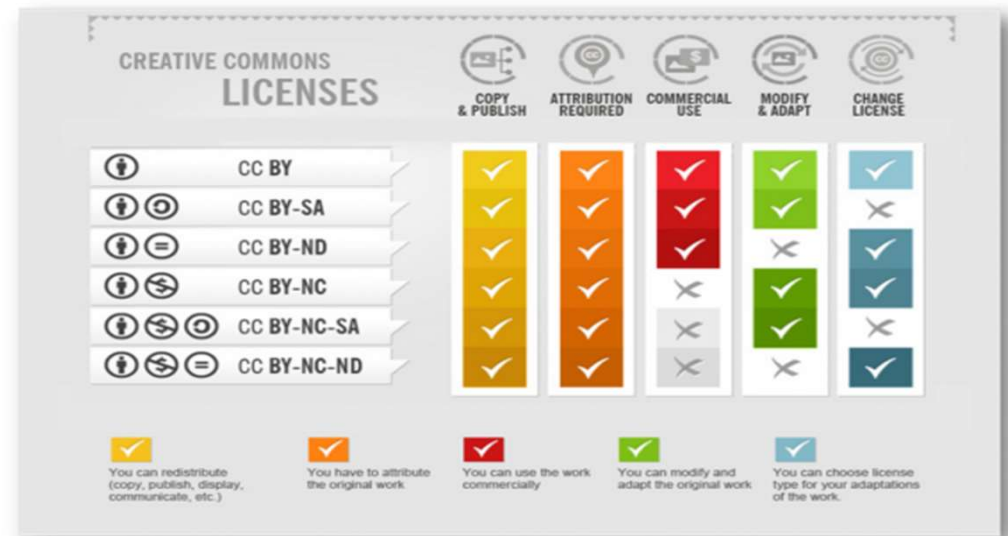 CREATIVE COMMONS
LICENSES
COPY
& PUBLISH
ATTRIBUTION
REQUIRED
COMMERCIAL
USE
MODIFY
& ADAPT
CHANGE
LICENSE
CC BY
CC BY-SA
CC BY-ND
CC BY-NC
CC BY-NC-SA
CC BY-NC-ND
You can redistribute
(copy, publish, display,
communicate, etc.)
You have to attribute
the original work
You can use the work
commercially
You can modify and
adapt the original work
You can choose license
type for your adaptations
of the work.